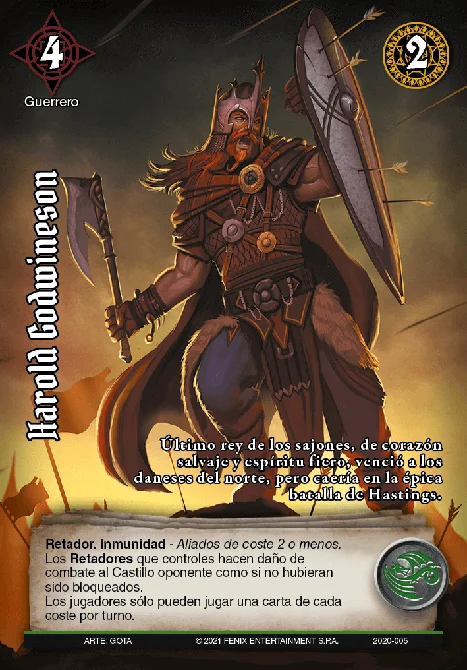 4
2
Guerrero
Harold Godwineson
Último rey de los sajones, de corazón
salvaje y espíritu fiero, venció a los
daneses del norte, pero caería en la épica
batalla de Hastings.
Retador. Inmunidad - Aliados de coste 2 o menos.
Los Retadores que controles hacen daño de
combate al Castillo oponente como si no hubieran
sido bloqueados.
Los jugadores sólo pueden jugar una carta de cada
coste por turno.
ARTE: GOTA © 2021 FENIX ENTERTAINMENT S.P.A. 2020-005